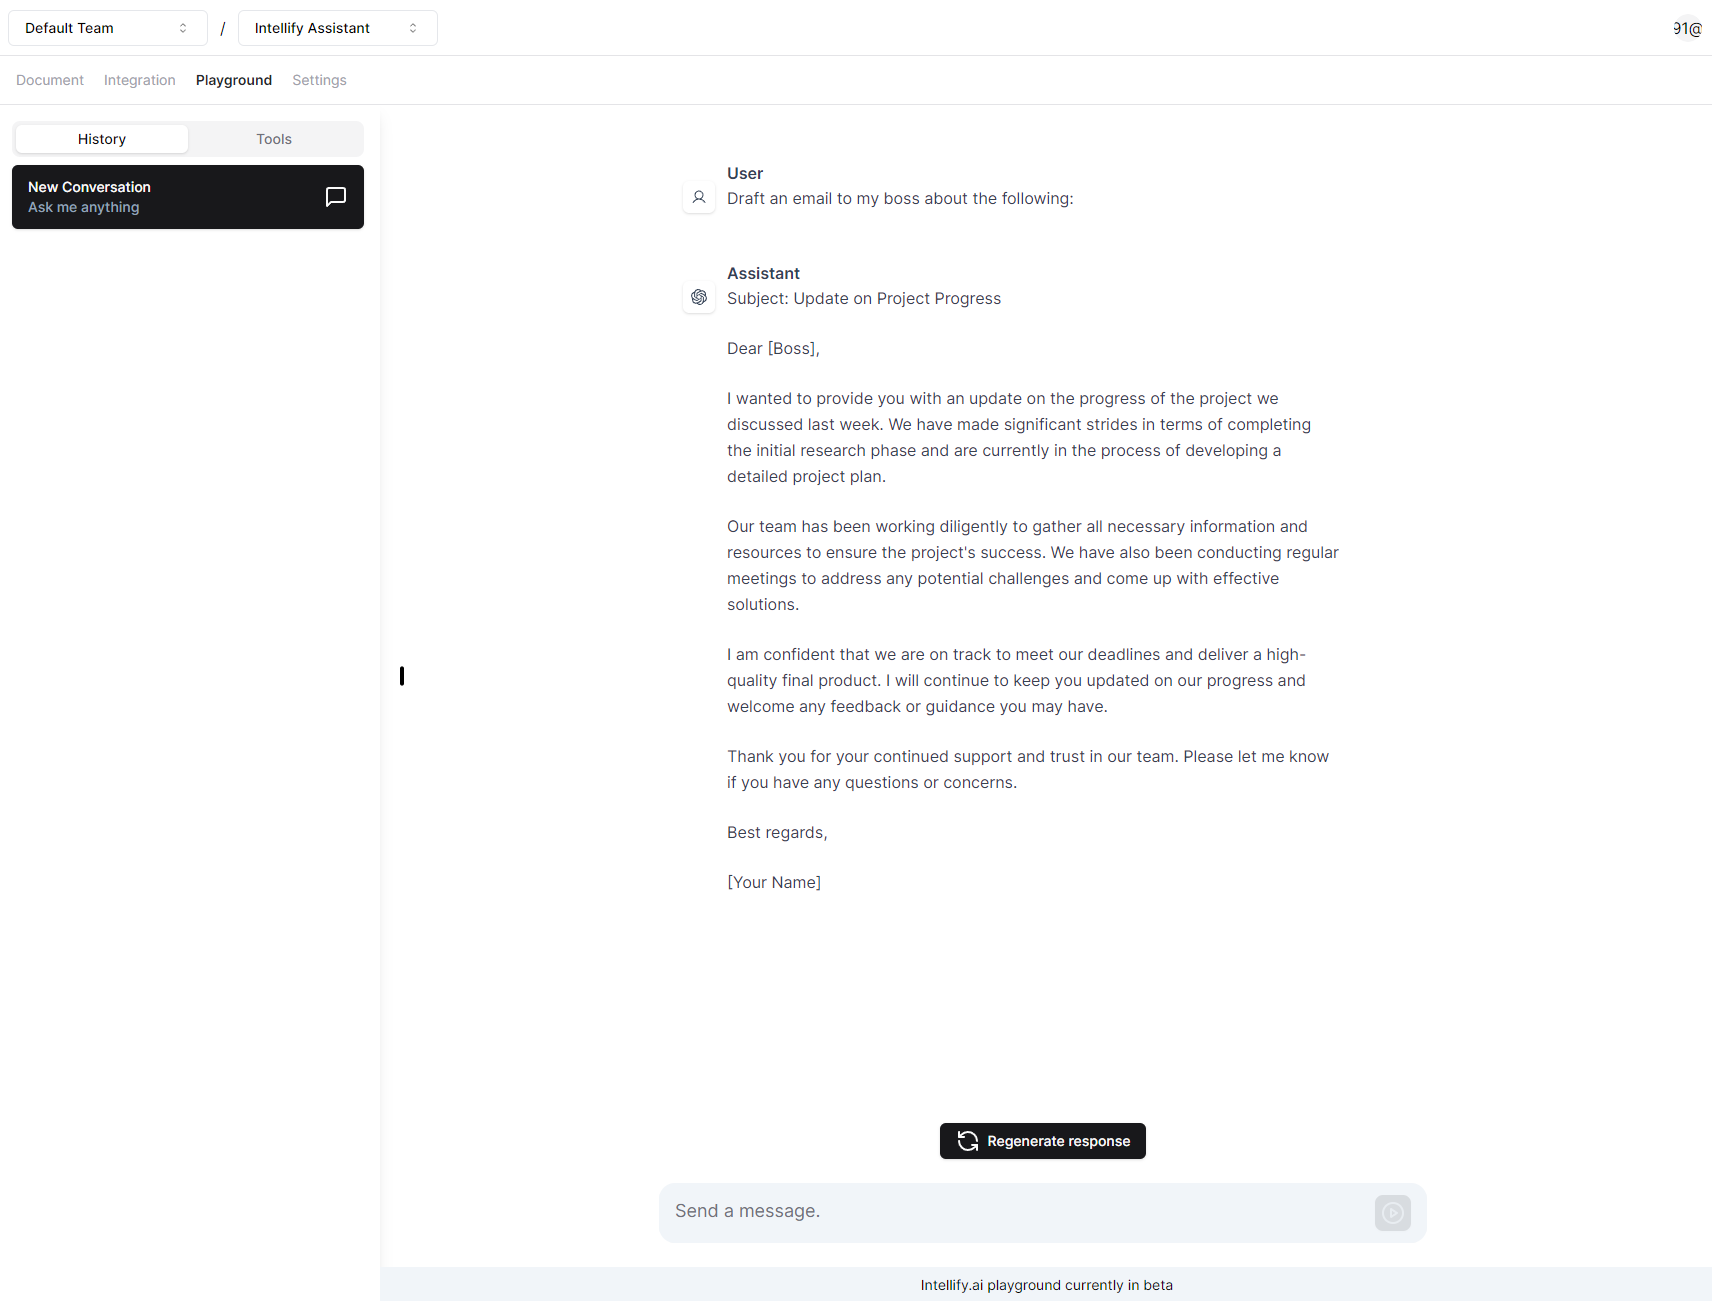 Default Team / Intellify Assistant 91@
Document Integration Playground Settings
History Tools
New Conversation
Ask me anything
User
Draft an email to my boss about the following:
Assistant
Subject: Update on Project Progress
Dear [Boss],
I wanted to provide you with an update on the progress of the project we
discussed last week. We have made significant strides in terms of completing
the initial research phase and are currently in the process of developing a
detailed project plan.
Our team has been working diligently to gather all necessary information and
resources to ensure the project's success. We have also been conducting regular
meetings to address any potential challenges and come up with effective
solutions.
I am confident that we are on track to meet our deadlines and deliver a high-
quality final product. I will continue to keep you updated on our progress and
welcome any feedback or guidance you may have.
Thank you for your continued support and trust in our team. Please let me know
if you have any questions or concerns.
Best regards,
[Your Name]
Regenerate response
Send a message.
Intellify.ai playground currently in beta